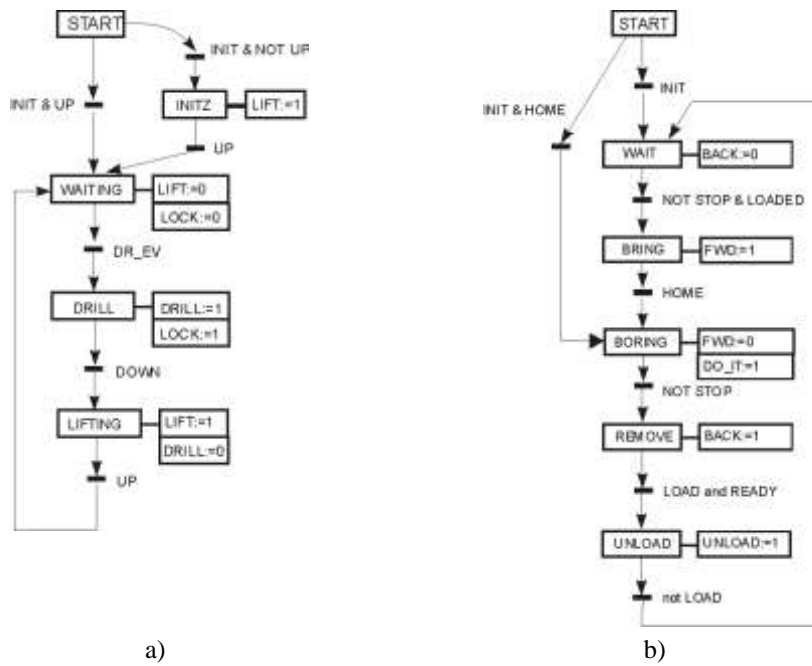 START
INIT & NOT UP
INIT & UP
INITZ
LIFT:=1
UP
WAITING
LIFT:=0
LOCK:=0
DR_EV
DRILL
DRILL:=1
LOCK:=1
DOWN
LIFTING
LIFT:=1
DRILL:=0
UP
a)
START
INIT
INIT & HOME
WAIT
BACK:=0
NOT STOP & LOADED
BRING
FWD:=1
HOME
BORING
FWD:=0
DO_IT:=1
NOT STOP
REMOVE
BACK:=1
LOAD and READY
UNLOAD
UNLOAD:=1
not LOAD
b)